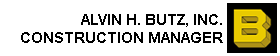 ALVIN H. BUTZ, INC.
CONSTRUCTION MANAGER
B